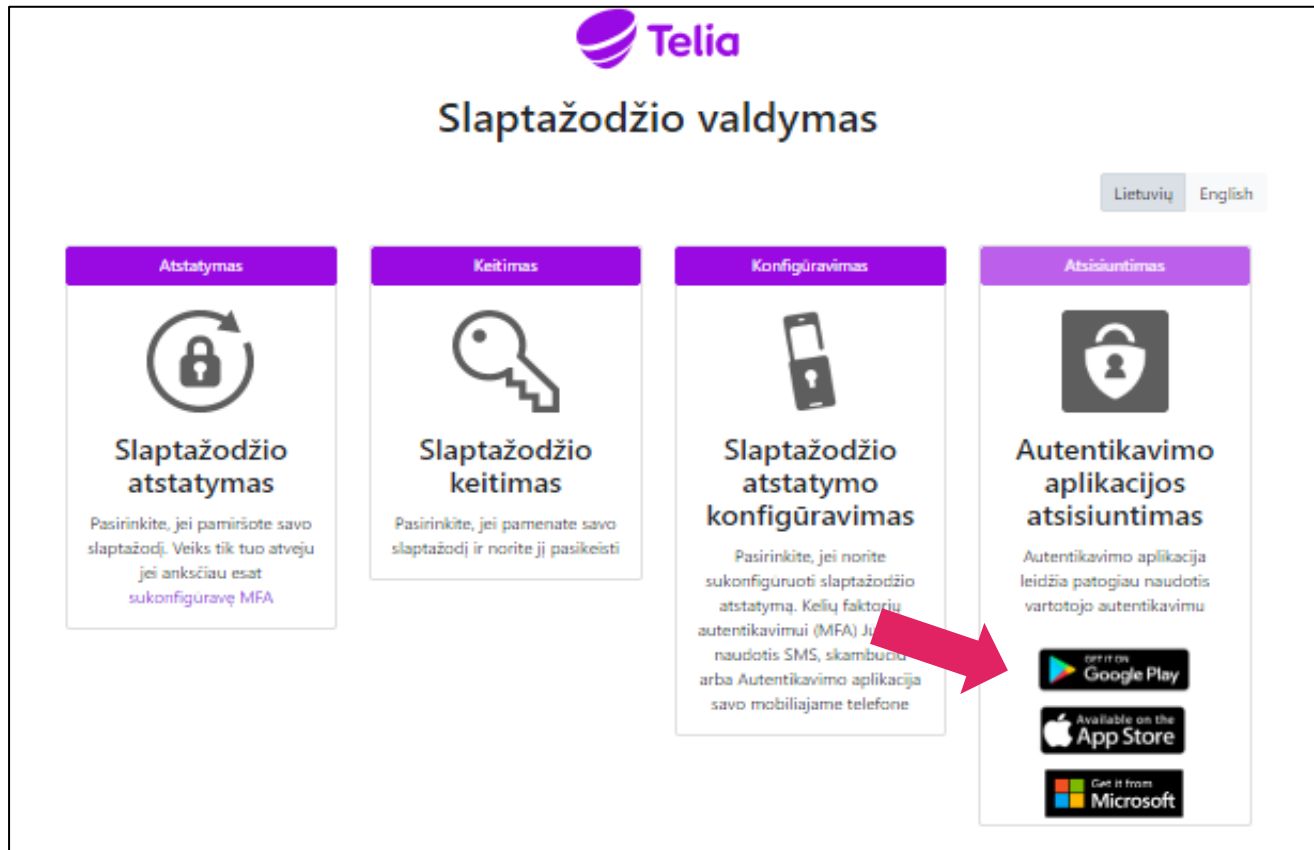 Telia
Slaptažodžio valdymas
Lietuvių English
Atstatymas
Slaptažodžio
atstatymas
Pasirinkite, jei pamiršote savo
slaptažodį. Veiks tik tuo atveju
jei anksčiau esat
sukonfigūravę MFA
Keitimas
Slaptažodžio
keitimas
Pasirinkite, jei pamenate savo
slaptažodį ir norite jį pasikeisti
Konfigūravimas
Slaptažodžio
atstatymo
konfigūravimas
Pasirinkite, jei norite
sukonfigūruoti slaptažodžio
atstatymą. Kelių faktorių
autentikavimui (MFA)
naudotis SMS, skambučiu
arba Autentikavimo aplikacija
savo mobiliajame telefone
Atsisiuntimas
Autentikavimo
aplikacijos
atsisiuntimas
Autentikavimo aplikacija
leidžia patogiau naudotis
vartotojo autentikavimu
GET IT ON
Google Play
Available on the
App Store
Get it from
Microsoft